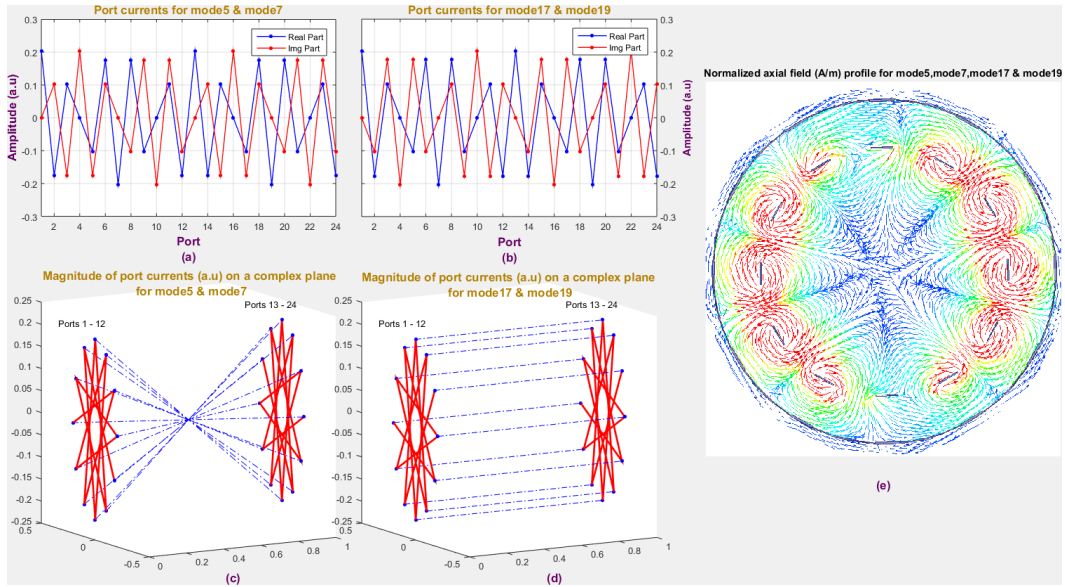 Port currents for mode5 & mode7
0.3
0.2
0.1
0
-0.1
-0.2
-0.3
Amplitude (a.u)
Real Part
Img Part
2 4 6 8 10 12 14 16 18 20 22 24
Port
(a)
Port currents for mode17 & mode19
Real Part
Img Part
0.3
0.2
0.1
0
-0.1
-0.2
-0.3
Amplitude (a.u)
2 4 6 8 10 12 14 16 18 20 22 24
Port
(b)
Magnitude of port currents (a.u) on a complex plane
for mode5 & mode7
Ports 13 - 24
Ports 1 - 12
0.25
0.2
0.15
0.1
0.05
0
-0.05
-0.1
-0.15
-0.2
-0.25
0.5
0
-0.5
0 0.2 0.4 0.6 0.8 1
(c)
Magnitude of port currents (a.u) on a complex plane
for mode17 & mode19
Ports 13 - 24
Ports 1 - 12
0.25
0.2
0.15
0.1
0.05
0
-0.05
-0.1
-0.15
-0.2
-0.25
0.5
0
-0.5
0 0.2 0.4 0.6 0.8 1
(d)
Normalized axial field (A/m) profile for mode5,mode7,mode17 & mode19
(e)